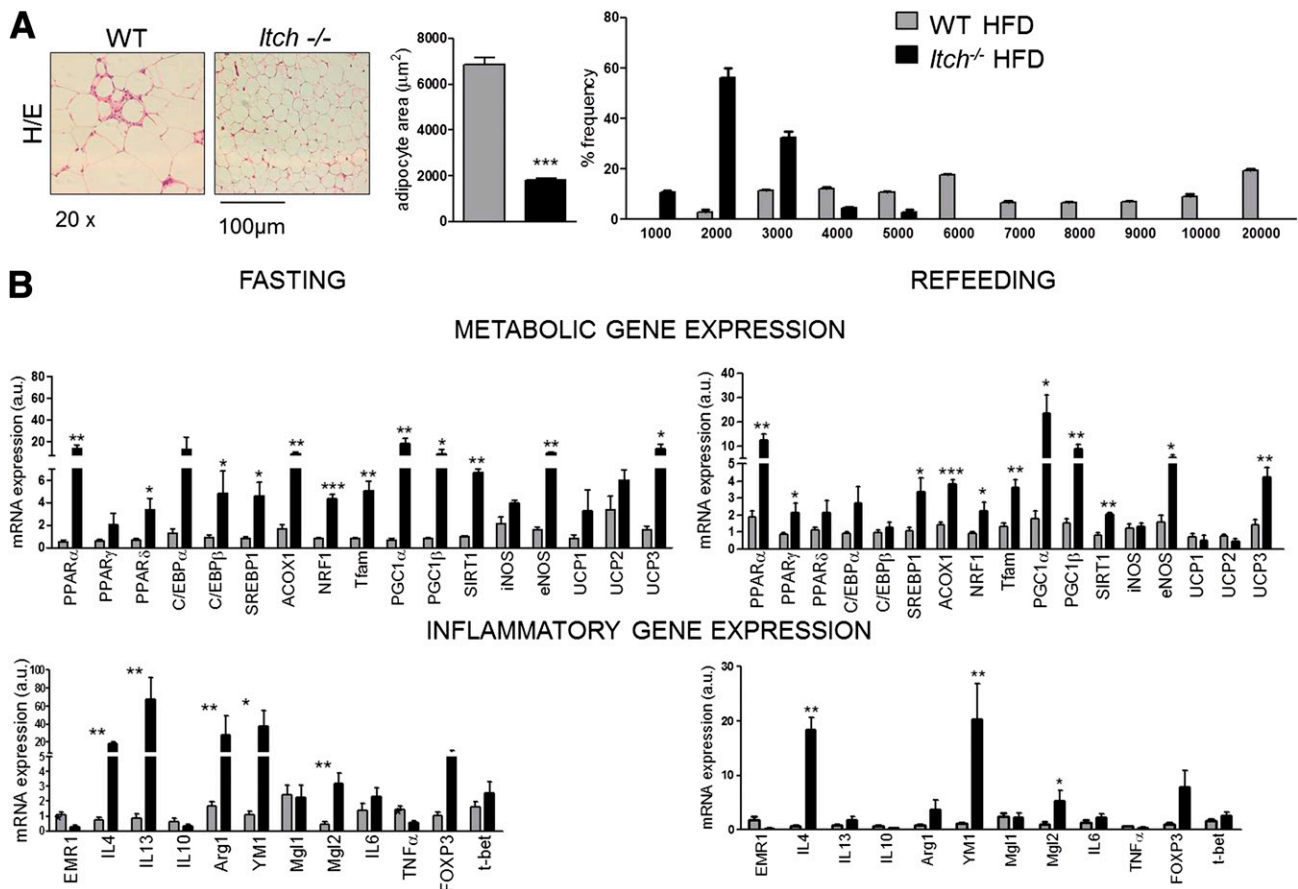 A
WT Itch -/-
H/E
20 x
100µm
adipocyte area (µm2)
8000
6000
4000
2000
0
***
% frequency
80
60
40
20
0
1000 2000 3000 4000 5000 6000 7000 8000 9000 10000 20000
WT HFD
Itch-/- HFD
B
FASTING REFEEDING
METABOLIC GENE EXPRESSION
mRNA expression (a.u.)
80
60
40
20
6
4
2
0
** * * * ** *** ** ** * ** ** *
PPARα PPARγ PPARδ C/EBPα C/EBPβ SREBP1 ACOX1 NRF1 Tfam PGC1α PGC1β SIRT1 iNOS eNOS UCP1 UCP2 UCP3
mRNA expression (a.u.)
40
30
20
10
5
4
3
2
1
0
** * * *** * ** * ** ** * **
PPARα PPARγ PPARδ C/EBPα C/EBPβ SREBP1 ACOX1 NRF1 Tfam PGC1α PGC1β SIRT1 iNOS eNOS UCP1 UCP2 UCP3
INFLAMMATORY GENE EXPRESSION
mRNA expression (a.u.)
100
80
60
40
20
5
4
3
2
1
0
** ** ** * **
EMR1 IL4 IL13 IL10 Arg1 YM1 Mgl1 Mgl2 IL6 TNFα FOXP3 t-bet
mRNA expression (a.u.)
30
20
10
0
** ** *
EMR1 IL4 IL13 IL10 Arg1 YM1 Mgl1 Mgl2 IL6 TNFα FOXP3 t-bet